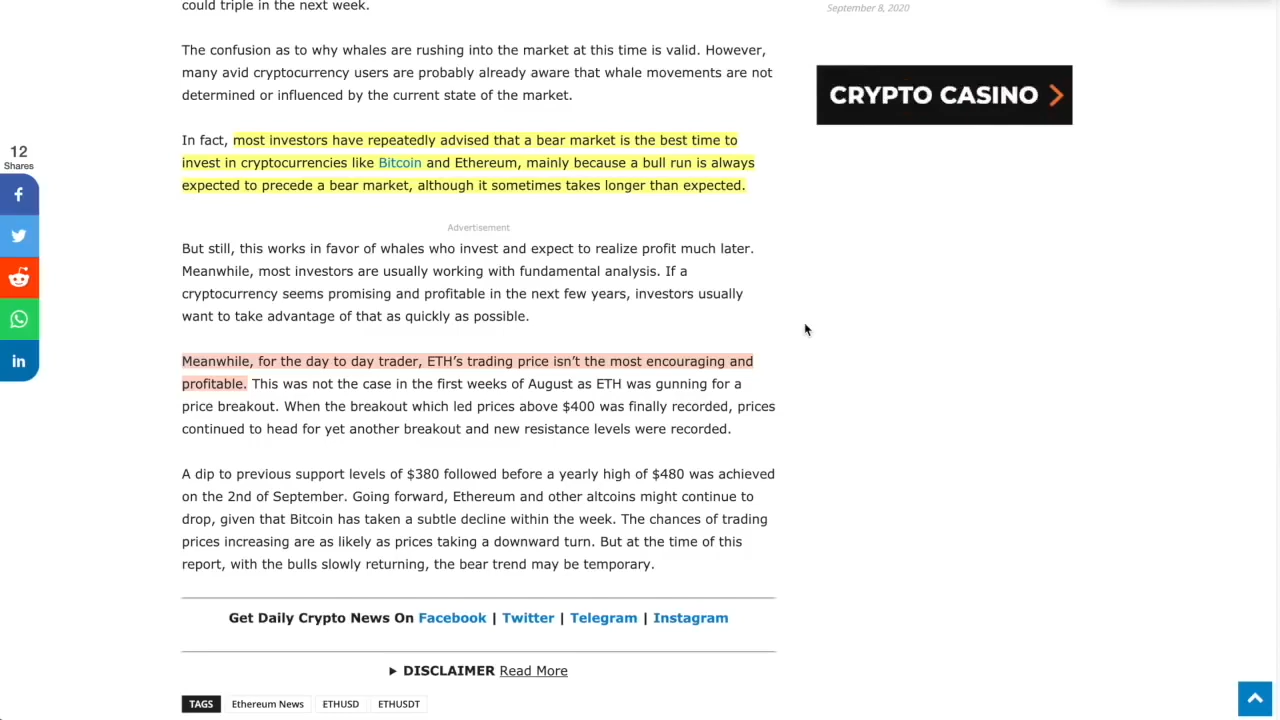 could triple in the next week.
September 8, 2020
The confusion as to why whales are rushing into the market at this time is valid. However,
many avid cryptocurrency users are probably already aware that whale movements are not
determined or influenced by the current state of the market.
CRYPTO CASINO
In fact, most investors have repeatedly advised that a bear market is the best time to
invest in cryptocurrencies like Bitcoin and Ethereum, mainly because a bull run is always
expected to precede a bear market, although it sometimes takes longer than expected.
12
Shares
Advertisement
But still, this works in favor of whales who invest and expect to realize profit much later.
Meanwhile, most investors are usually working with fundamental analysis. If a
cryptocurrency seems promising and profitable in the next few years, investors usually
want to take advantage of that as quickly as possible.
Meanwhile, for the day to day trader, ETH’s trading price isn’t the most encouraging and
profitable. This was not the case in the first weeks of August as ETH was gunning for a
price breakout. When the breakout which led prices above $400 was finally recorded, prices
continued to head for yet another breakout and new resistance levels were recorded.
A dip to previous support levels of $380 followed before a yearly high of $480 was achieved
on the 2nd of September. Going forward, Ethereum and other altcoins might continue to
drop, given that Bitcoin has taken a subtle decline within the week. The chances of trading
prices increasing are as likely as prices taking a downward turn. But at the time of this
report, with the bulls slowly returning, the bear trend may be temporary.
Get Daily Crypto News On Facebook | Twitter | Telegram | Instagram
DISCLAIMER Read More
TAGS Ethereum News ETHUSD ETHUSDT